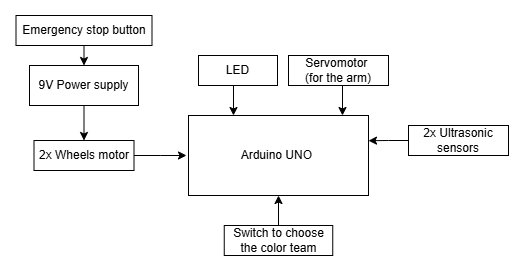 Emergency stop button
9V Power supply
2x Wheels motor
LED
Servomotor
(for the arm)
Arduino UNO
2x Ultrasonic
sensors
Switch to choose
the color team